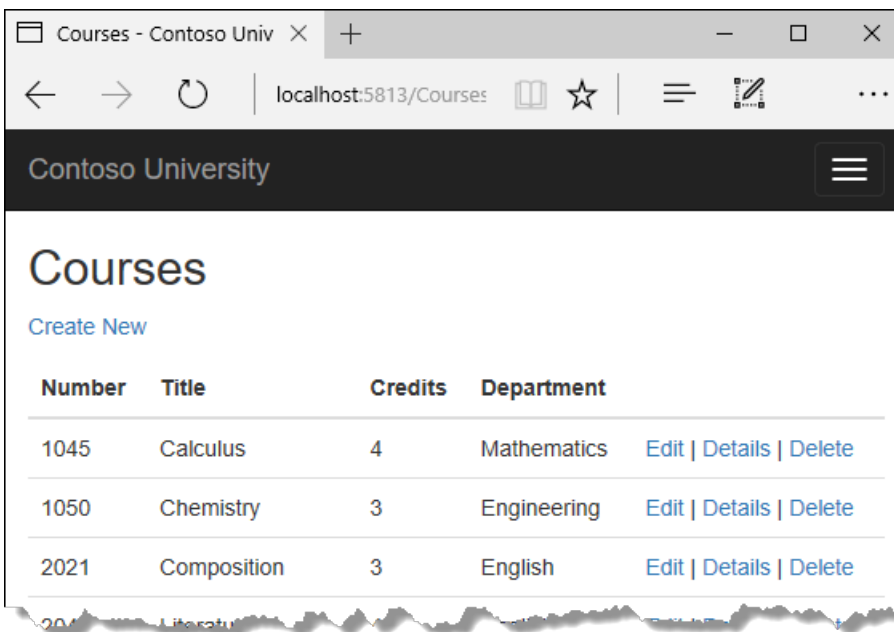 Courses - Contoso Univ
localhost:5813/Courses
Contoso University
Courses
Create New
Number Title Credits Department
1045 Calculus 4 Mathematics Edit | Details | Delete
1050 Chemistry 3 Engineering Edit | Details | Delete
2021 Composition 3 English Edit | Details | Delete